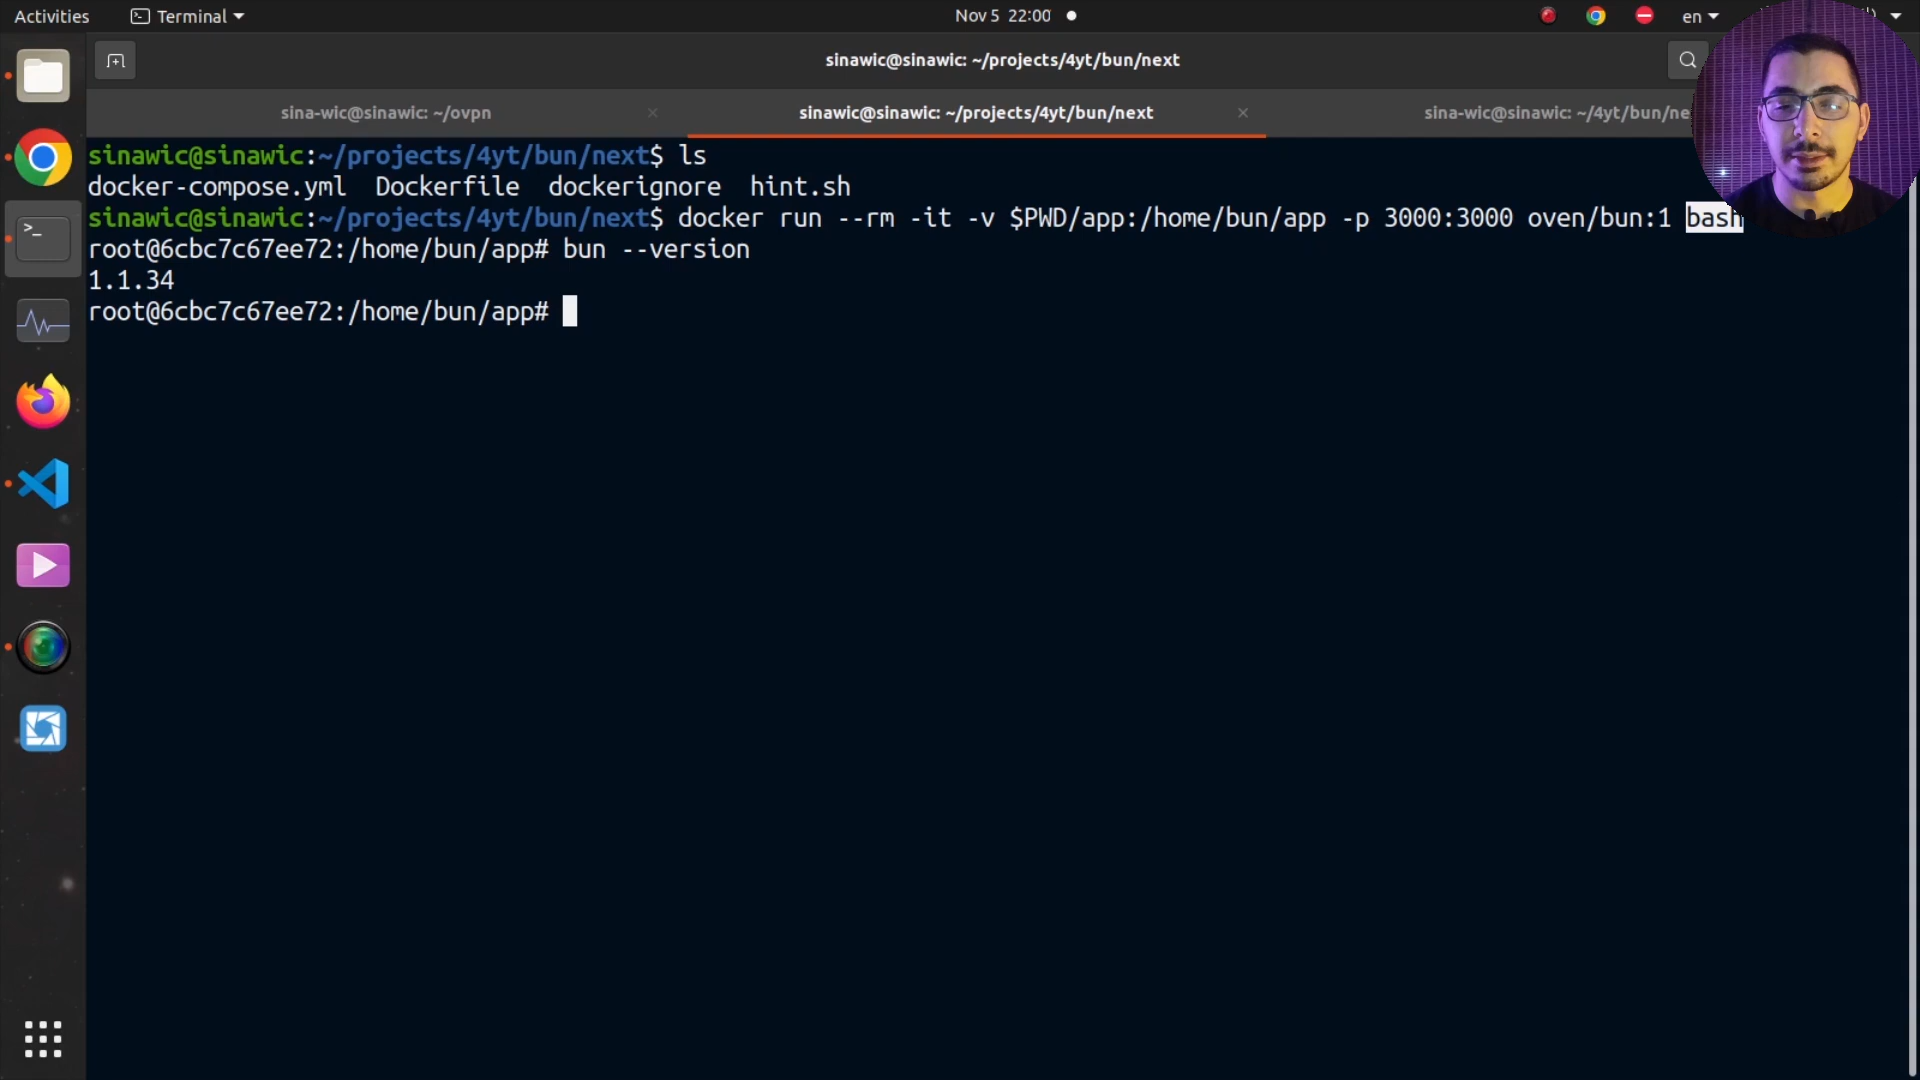 Activities
Terminal
Nov 5 22:00
en
sinawic@sinawic: ~/projects/4yt/bun/next
sina-wic@sinawic: ~/ovpn
sinawic@sinawic: ~/projects/4yt/bun/next
sina-wic@sinawic: ~/4yt/bun/ne
sinawic@sinawic:~/projects/4yt/bun/next$ ls
docker-compose.yml Dockerfile dockerignore hint.sh
sinawic@sinawic:~/projects/4yt/bun/next$ docker run --rm -it -v $PWD/app:/home/bun/app -p 3000:3000 oven/bun:1 bash
root@6cbc7c67ee72:/home/bun/app# bun --version
1.1.34
root@6cbc7c67ee72:/home/bun/app#